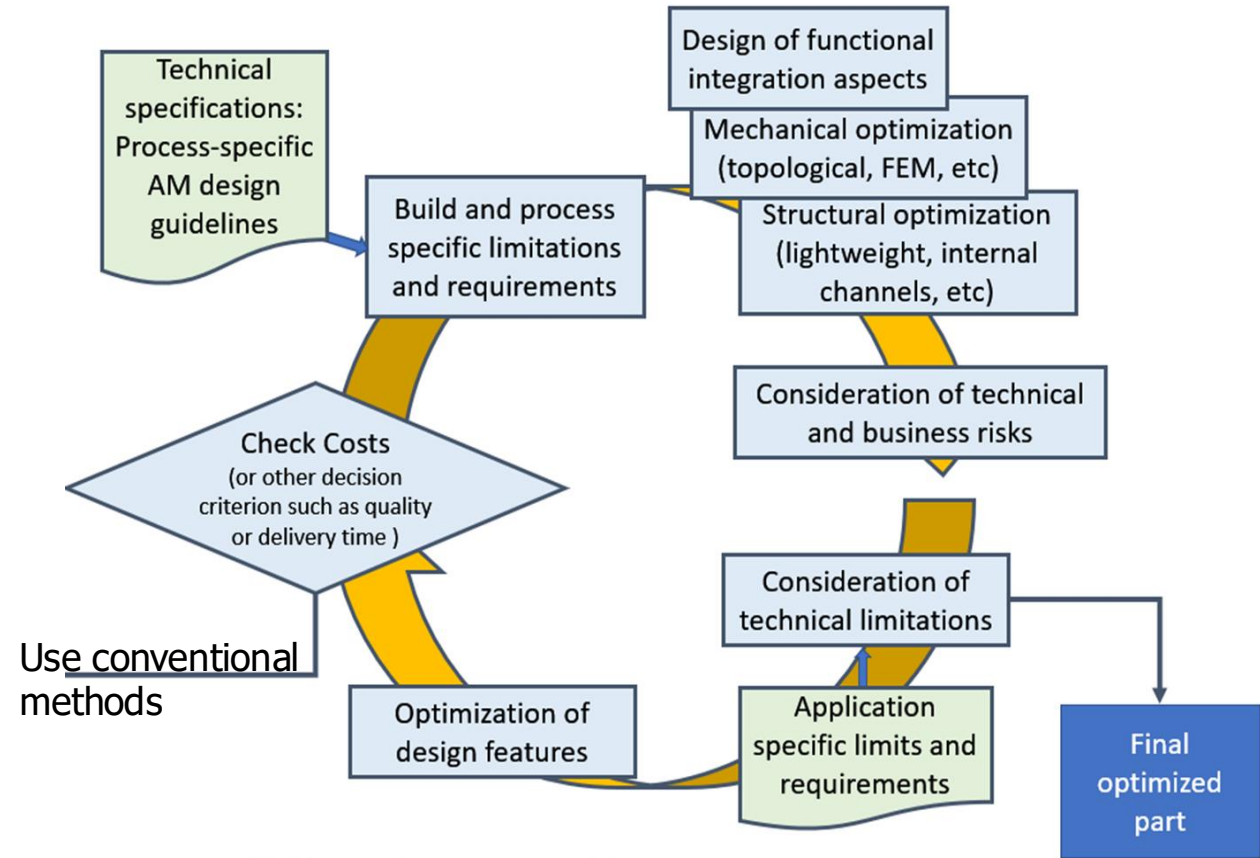 Technical
specifications:
Process-specific
AM design
guidelines
Build and process
specific limitations
and requirements
Design of functional
integration aspects
Mechanical optimization
(topological, FEM, etc)
Structural optimization
(lightweight, internal
channels, etc)
Consideration of technical
and business risks
Consideration of
technical limitations
Application
specific limits and
requirements
Final
optimized
part
Optimization of
design features
Check Costs
(or other decision
criterion such as quality
or delivery time )
Use conventional
methods